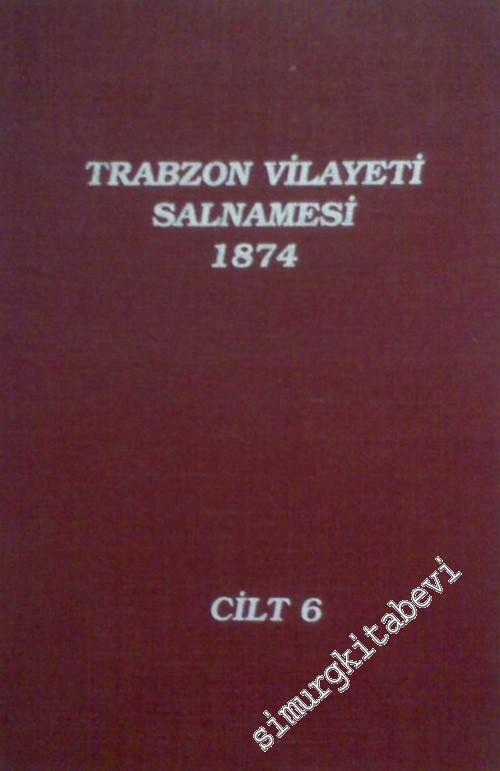 TRABZON VİLAYETİ
SALNAMESİ
1874
CİLT 6
simurgkitabevi